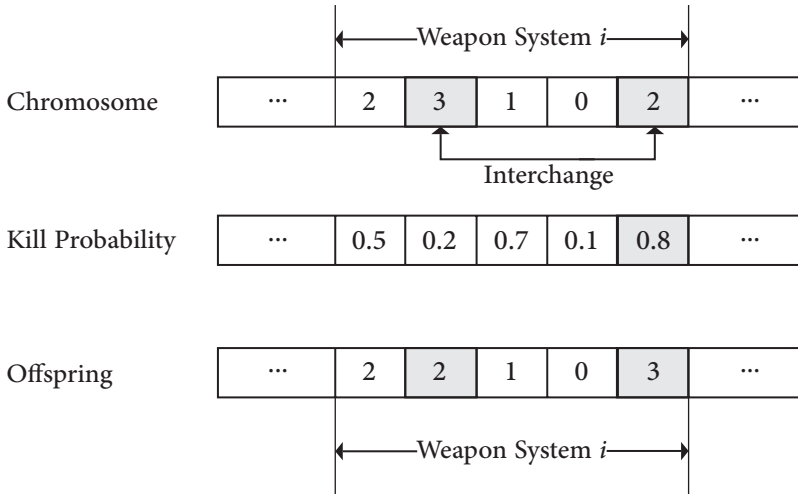 Weapon System i
Chromosome ... 2 3 1 0 2 ...
Interchange
Kill Probability ... 0.5 0.2 0.7 0.1 0.8 ...
Offspring ... 2 2 1 0 3 ...
Weapon System i